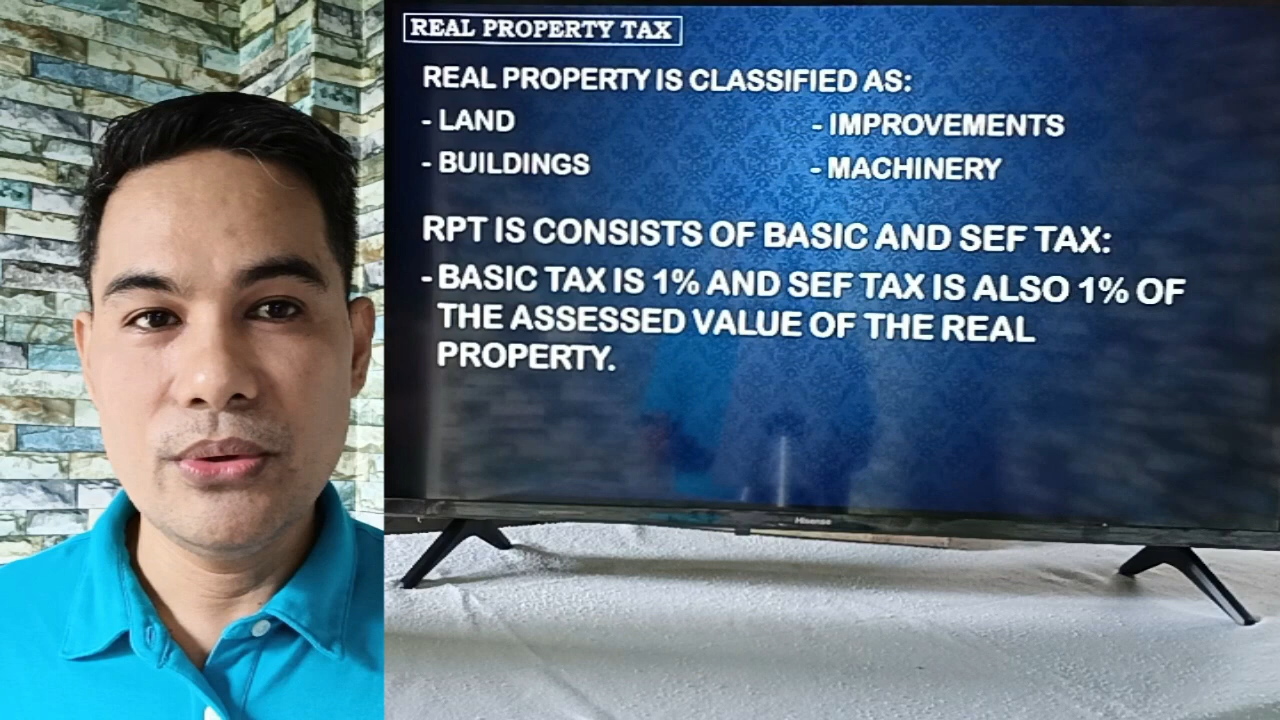 REAL PROPERTY TAX
REAL PROPERTY IS CLASSIFIED AS:
- LAND - IMPROVEMENTS
- BUILDINGS - MACHINERY
RPT IS CONSISTS OF BASIC AND SEF TAX:
- BASIC TAX IS 1% AND SEF TAX IS ALSO 1% OF
THE ASSESSED VALUE OF THE REAL
PROPERTY.
Hisense